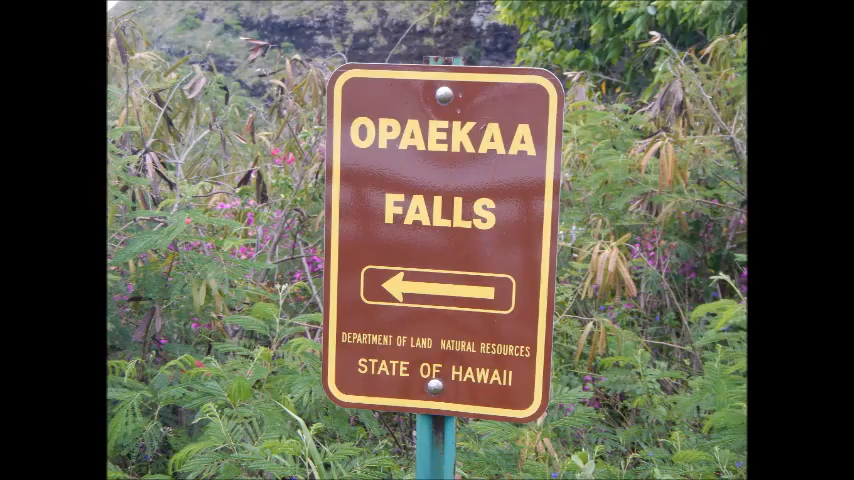 OPAEKAA
FALLS
DEPARTMENT OF LAND NATURAL RESOURCES
STATE OF HAWAII